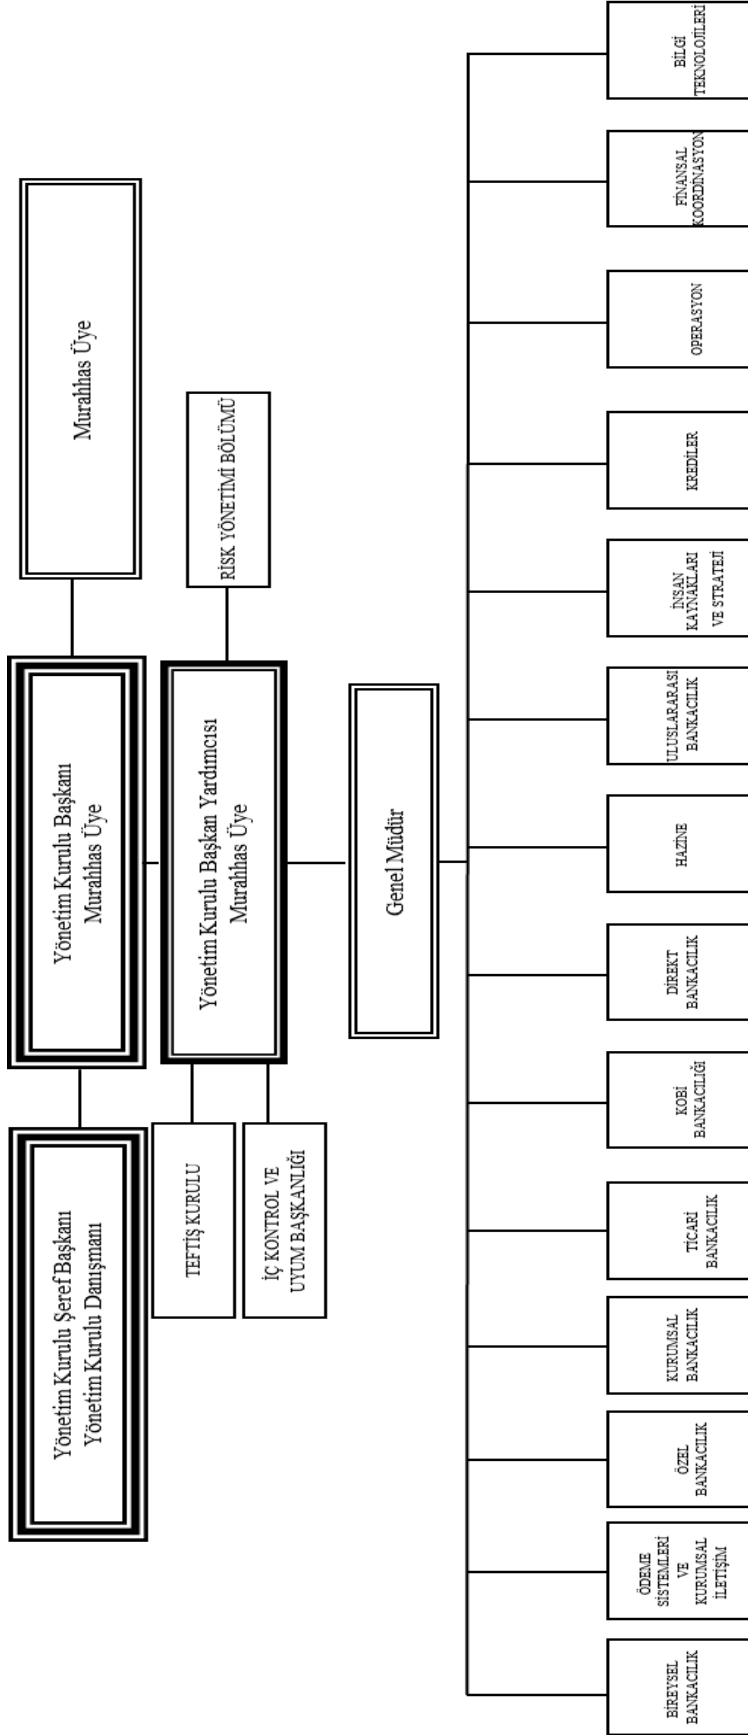 Yönetim Kurulu Şeref Başkanı
Yönetim Kurulu Danışmanı
Yönetim Kurulu Başkanı
Murahhas Üye
Murahhas Üye
TEFTİŞ KURULU
İÇ KONTROL VE
UYUM BAŞKANLIĞI
Yönetim Kurulu Başkan Yardımcısı
Murahhas Üye
RİSK YÖNETİMİ BÖLÜMÜ
Genel Müdür
BİREYSEL
BANKACILIK
ÖDEME
SİSTEMLERİ
VE
KURUMSAL
İLETİŞİM
ÖZEL
BANKACILIK
KURUMSAL
BANKACILIK
TİCARİ
BANKACILIK
KOBİ
BANKACILIĞI
DİREKT
BANKACILIK
HAZİNE
ULUSLARARASI
BANKACILIK
İNSAN
KAYNAKLARI
VE STRATEJİ
KREDİLER
OPERASYON
FİNANSAL
KOORDİNASYON
BİLGİ
TEKNOLOJİLERİ